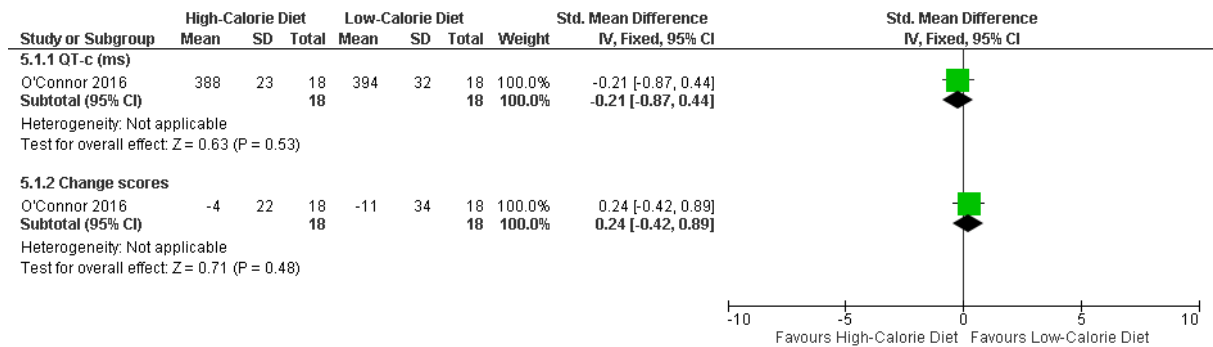 High-Calorie Diet Low-Calorie Diet Std. Mean Difference Std. Mean Difference
Study or Subgroup Mean SD Total Mean SD Total Weight IV, Fixed, 95% CI IV, Fixed, 95% CI
5.1.1 QT-c (ms)
O'Connor 2016 388 23 18 394 32 18 100.0% -0.21 [-0.87, 0.44]
Subtotal (95% CI) 18 18 100.0% -0.21 [-0.87, 0.44]
Heterogeneity: Not applicable
Test for overall effect: Z = 0.63 (P = 0.53)
5.1.2 Change scores
O'Connor 2016 -4 22 18 -11 34 18 100.0% 0.24 [-0.42, 0.89]
Subtotal (95% CI) 18 18 100.0% 0.24 [-0.42, 0.89]
Heterogeneity: Not applicable
Test for overall effect: Z = 0.71 (P = 0.48)
-10 -5 0 5 10
Favours High-Calorie Diet Favours Low-Calorie Diet